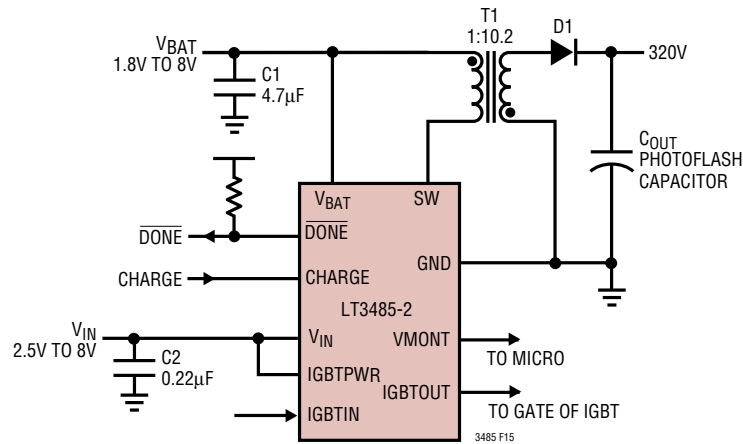 T1
1:10.2
D1
VBAT
1.8V TO 8V
C1
4.7µF
320V
COUT
PHOTOFLASH
CAPACITOR
VBAT
SW
DONE
DONE
GND
CHARGE
CHARGE
LT3485-2
VIN
2.5V TO 8V
VIN
VMONT
TO MICRO
C2
0.22µF
IGBTPWR
IGBTOUT
TO GATE OF IGBT
IGBTIN
3485 F15